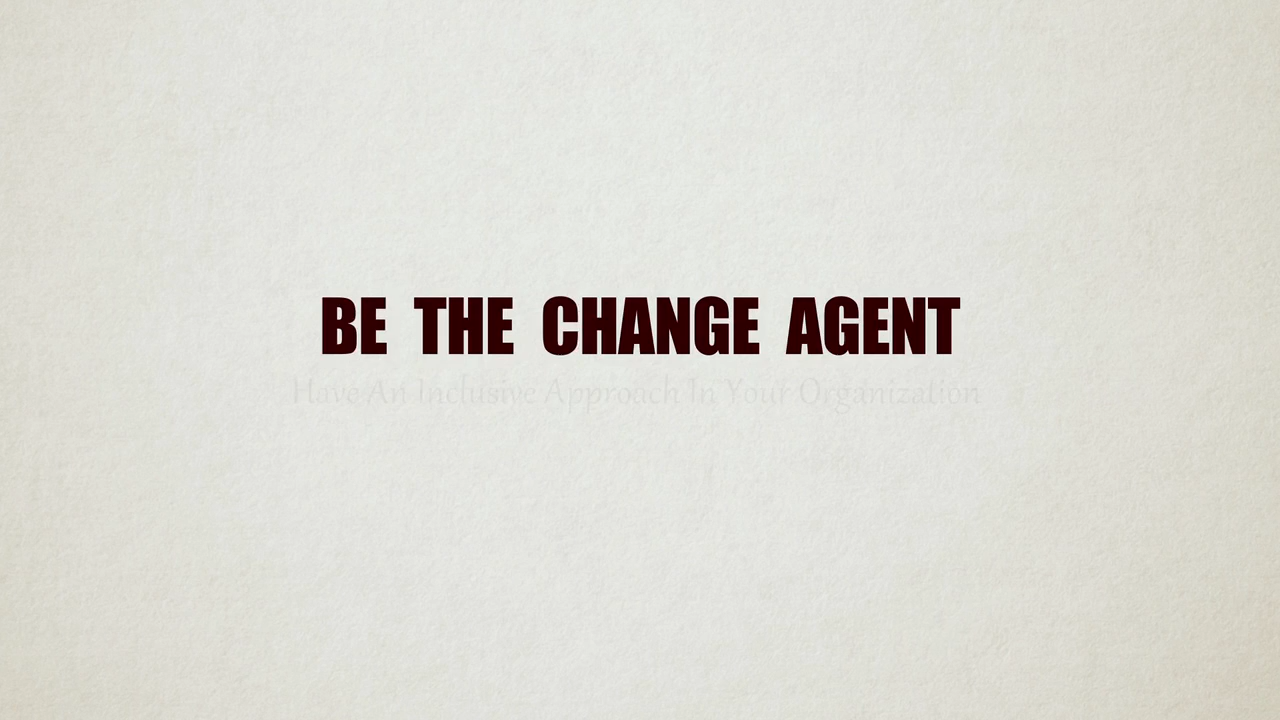 BE THE CHANGE AGENT
Have An Inclusive Approach In Your Organization